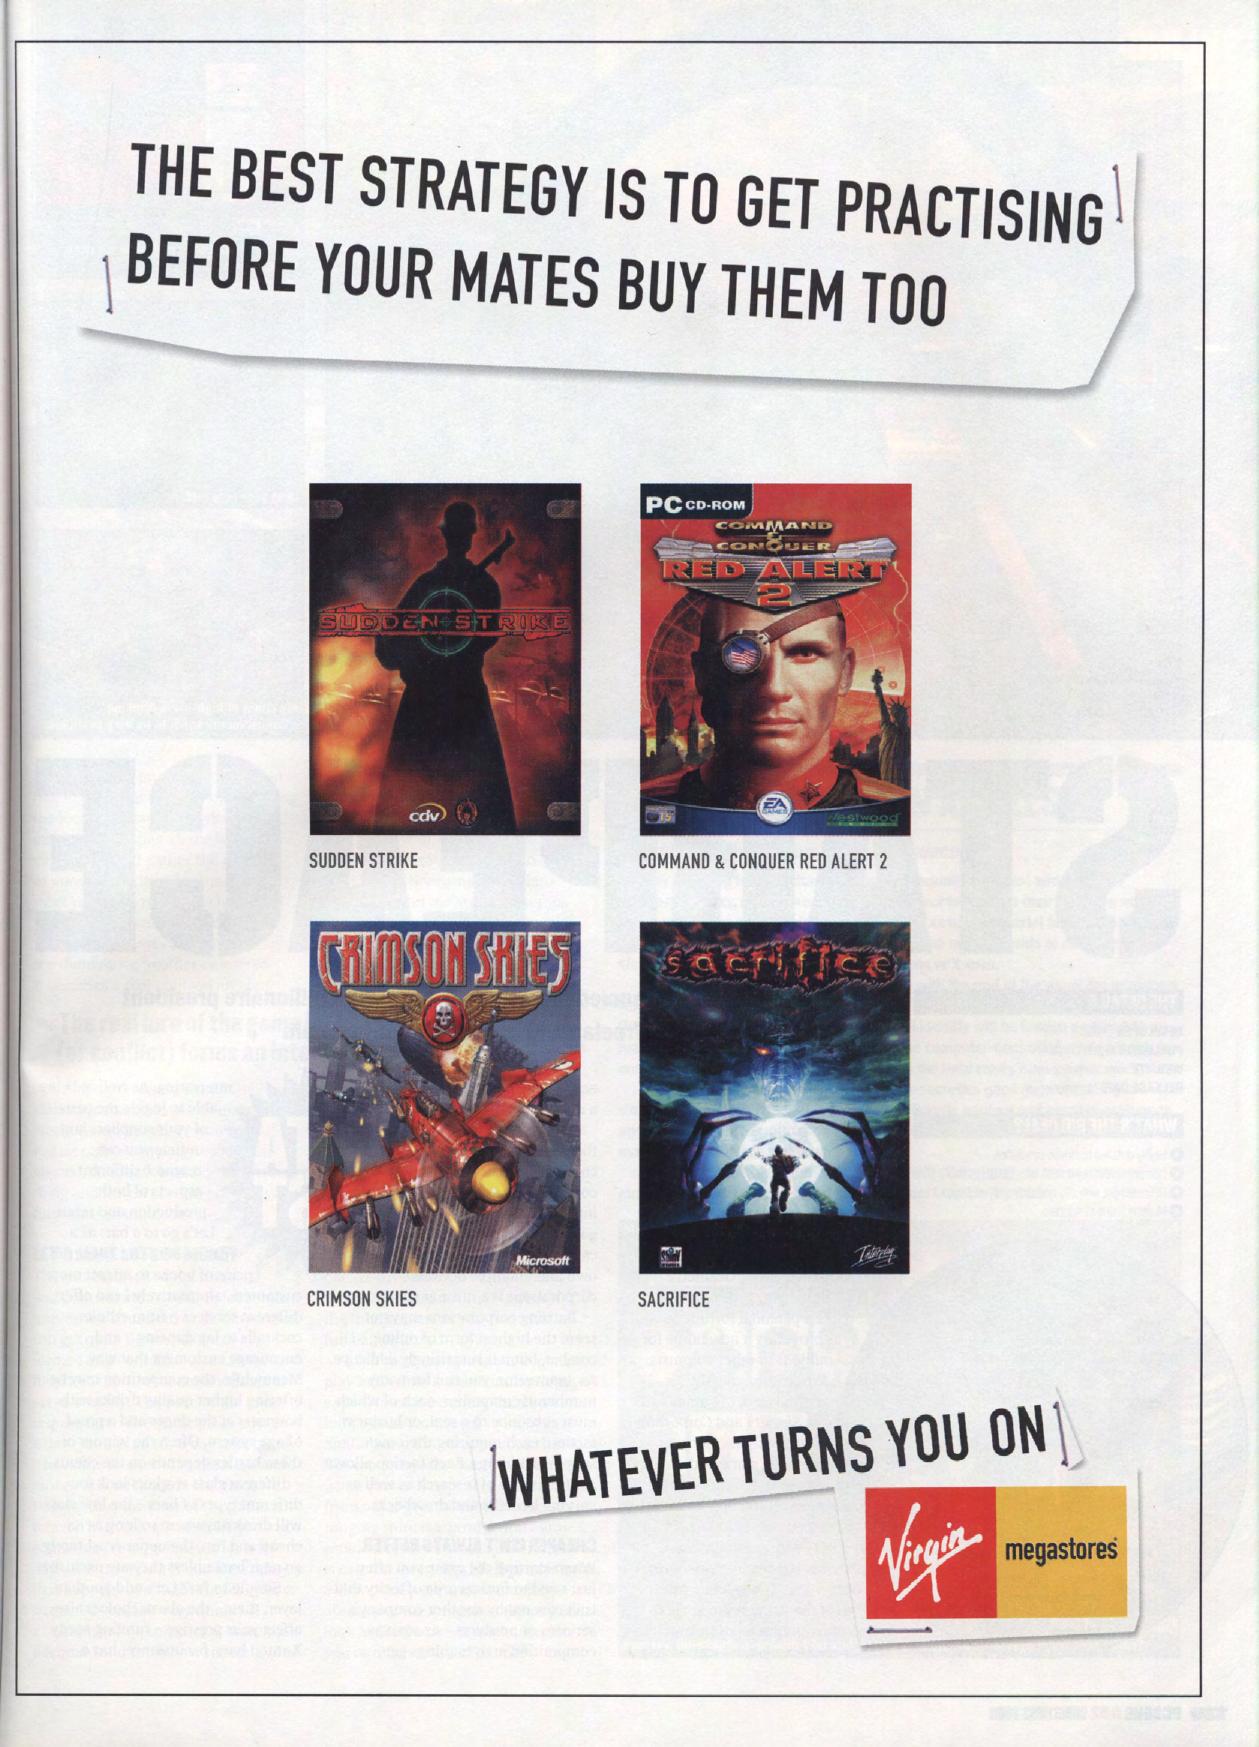 THE BEST STRATEGY IS TO GET PRACTISING
BEFORE YOUR MATES BUY THEM TOO
SUDDEN STRIKE
cdv
SUDDEN STRIKE
PC CD-ROM
COMMAND
&
CONQUER
RED ALERT
2
15
EA
GAMES
Westwood
COMMAND & CONQUER RED ALERT 2
CRIMSON SKIES
Microsoft
CRIMSON SKIES
sacrifice
Interplay
SACRIFICE
WHATEVER TURNS YOU ON
Virgin
megastores